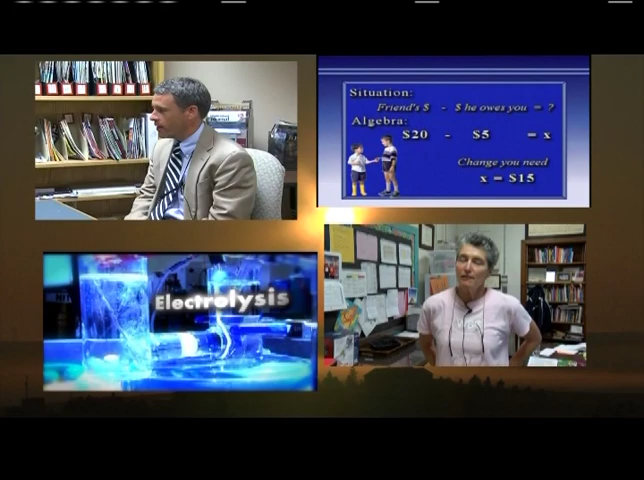 Situation:
Friend's $ - $ he owes you = ?
Algebra:
$20 - $5 = x
Change you need
x = $15
Electrolysis